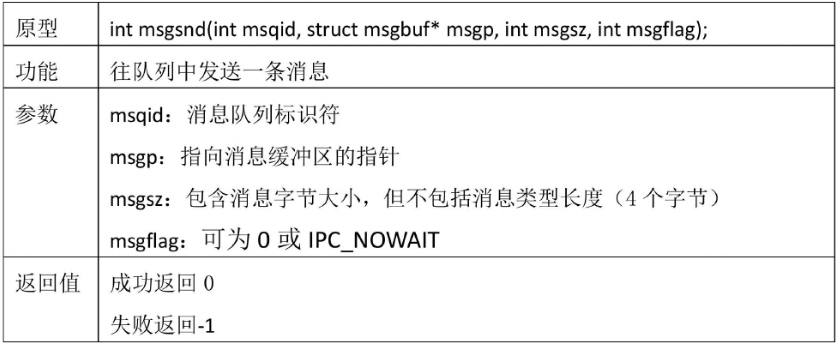 原型 int msgsnd(int msqid, struct msgbuf* msgp, int msgsz, int msgflag);
功能 往队列中发送一条消息
参数 msqid：消息队列标识符
msgp：指向消息缓冲区的指针
msgsz：包含消息字节大小，但不包括消息类型长度（4 个字节）
msgflag：可为 0 或 IPC_NOWAIT
返回值 成功返回 0
失败返回-1